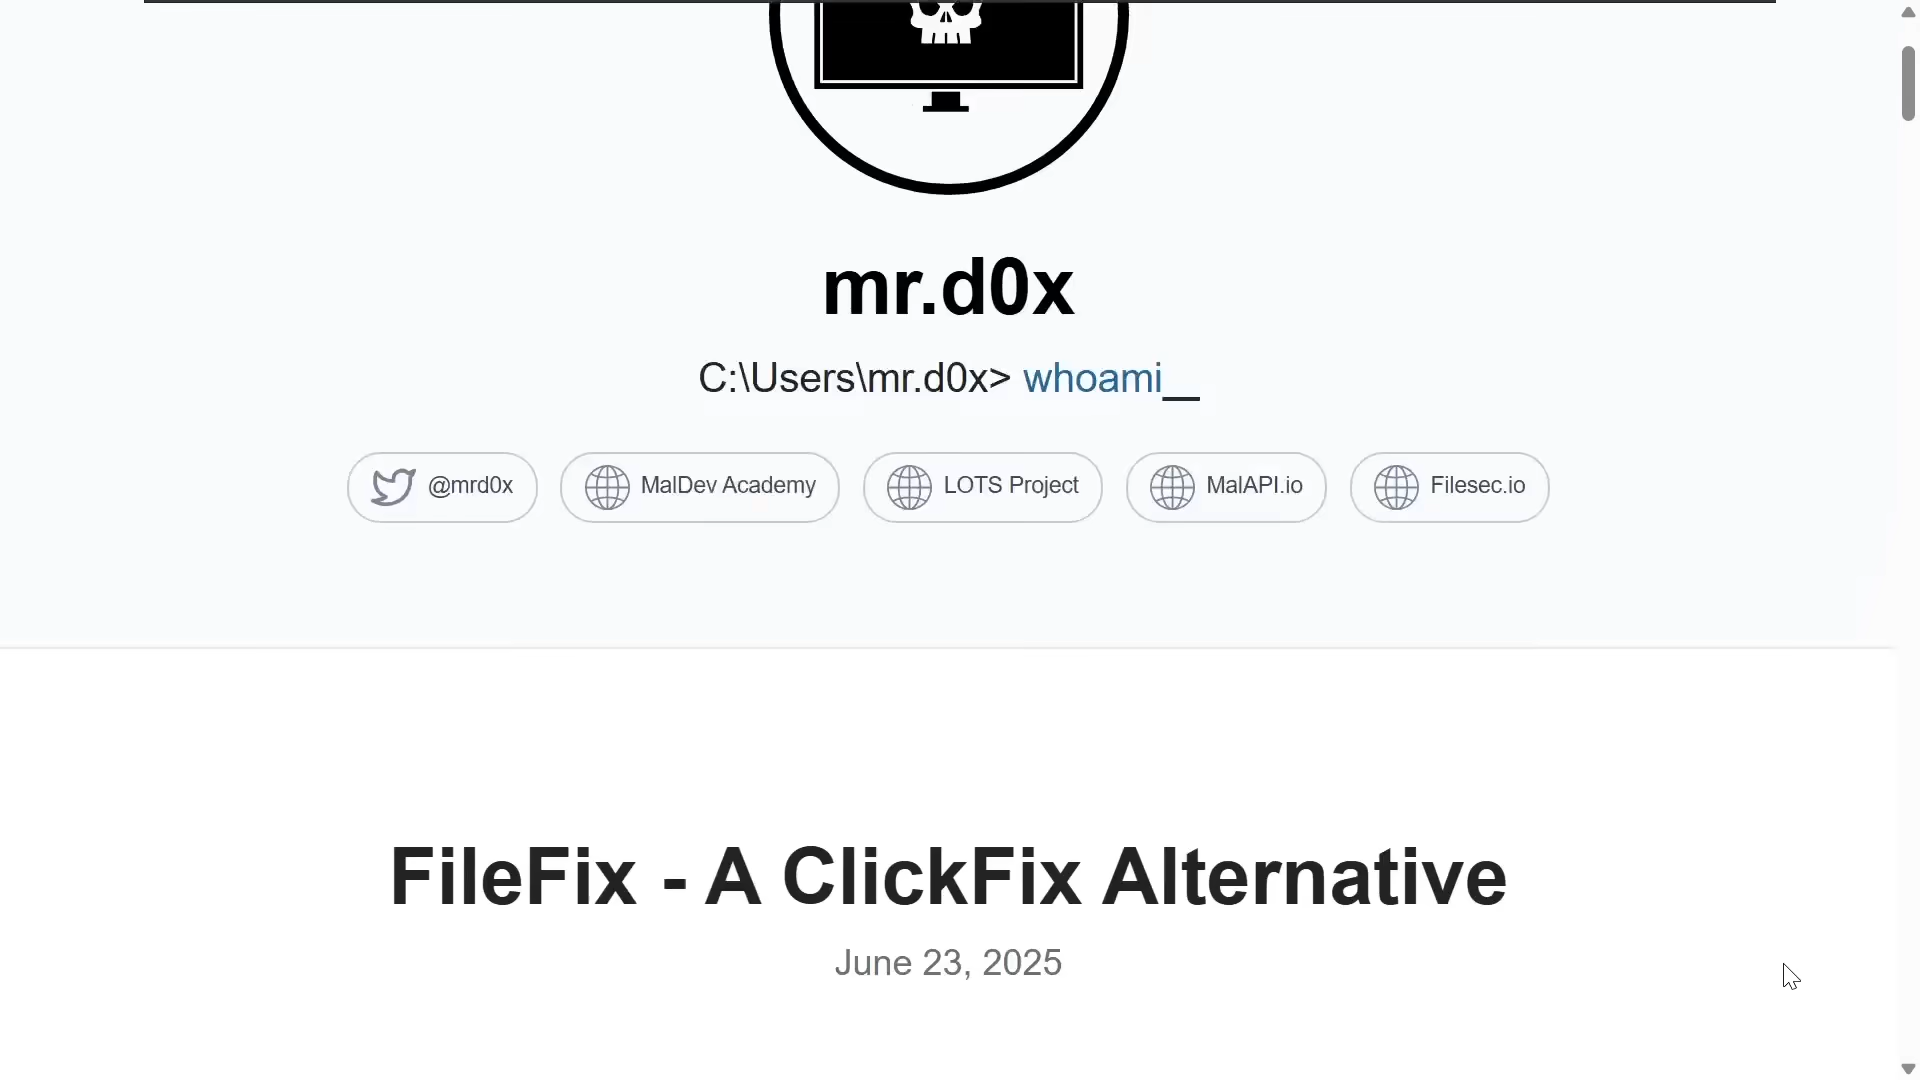 mr.d0x
C:\Users\mr.d0x> whoami_
@mrd0x
MalDev Academy
LOTS Project
MalAPI.io
Filesec.io
FileFix - A ClickFix Alternative
June 23, 2025